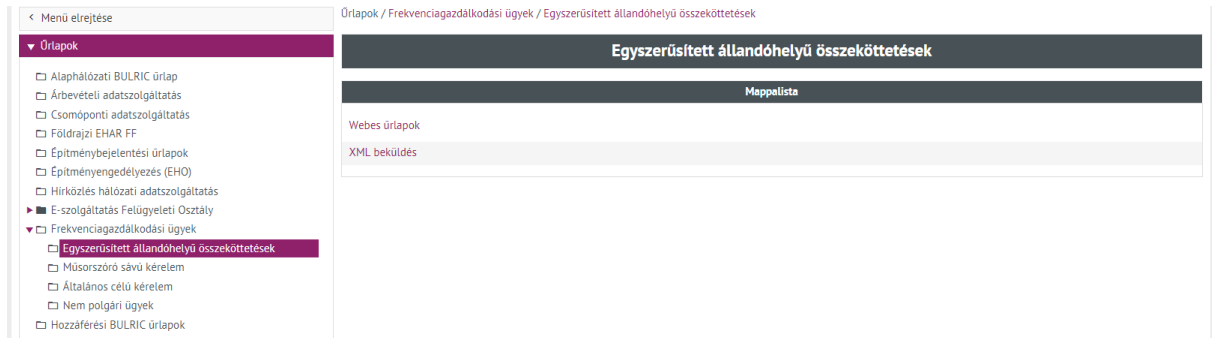 Menü elrejtése
Űrlapok
Alaphálózati BULRIC űrlap
Árbevételi adatszolgáltatás
Csomóponti adatszolgáltatás
Földrajzi EHAR FF
Építménybejelentési űrlapok
Építményengedélyezés (EHO)
Hírközlés hálózati adatszolgáltatás
E-szolgáltatás Felügyeleti Osztály
Frekvenciagazdálkodási ügyek
Egyszerűsített állandóhelyű összeköttetések
Műsorszóró sávú kérelem
Általános célú kérelem
Nem polgári ügyek
Hozzáférési BULRIC űrlapok
Űrlapok / Frekvenciagazdálkodási ügyek / Egyszerűsített állandóhelyű összeköttetések
Egyszerűsített állandóhelyű összeköttetések
Mappalista
Webes űrlapok
XML beküldés